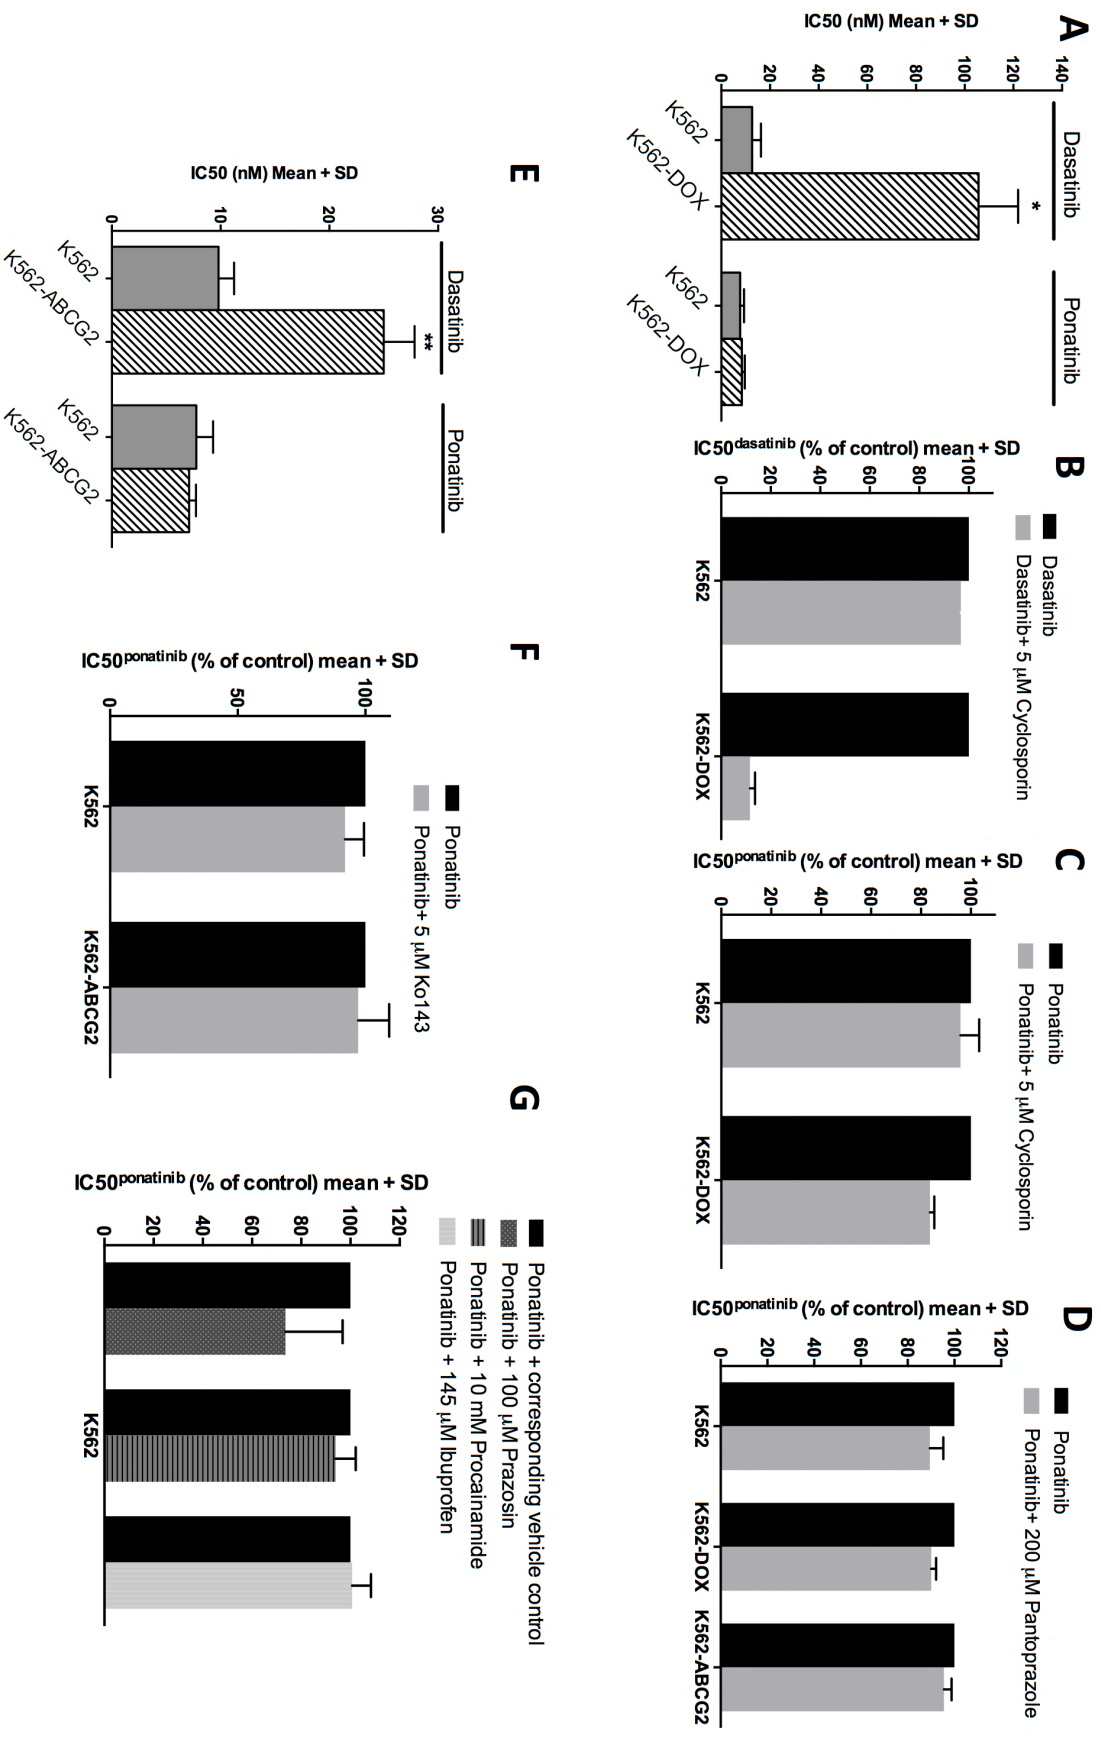 A
IC50 (nM) Mean + SD
140
120
100
80
60
40
20
0
Dasatinib
Ponatinib
*
K562
K562-DOX
K562
K562-DOX
B
IC50dasatinib (% of control) mean + SD
100
80
60
40
20
0
Dasatinib
Dasatinib+ 5 µM Cyclosporin
K562
K562-DOX
C
IC50ponatinib (% of control) mean + SD
100
80
60
40
20
0
Ponatinib
Ponatinib+ 5 µM Cyclosporin
K562
K562-DOX
D
IC50ponatinib (% of control) mean + SD
120
100
80
60
40
20
0
Ponatinib
Ponatinib+ 200 µM Pantoprazole
K562
K562-DOX
K562-ABCG2
E
IC50 (nM) Mean + SD
30
20
10
0
Dasatinib
Ponatinib
**
K562
K562-ABCG2
K562
K562-ABCG2
F
IC50ponatinib (% of control) mean + SD
100
50
0
Ponatinib
Ponatinib+ 5 µM Ko143
K562
K562-ABCG2
G
IC50ponatinib (% of control) mean + SD
120
100
80
60
40
20
0
Ponatinib + corresponding vehicle control
Ponatinib + 100 µM Prazosin
Ponatinib + 10 mM Procainamide
Ponatinib + 145 µM Ibuprofen
K562